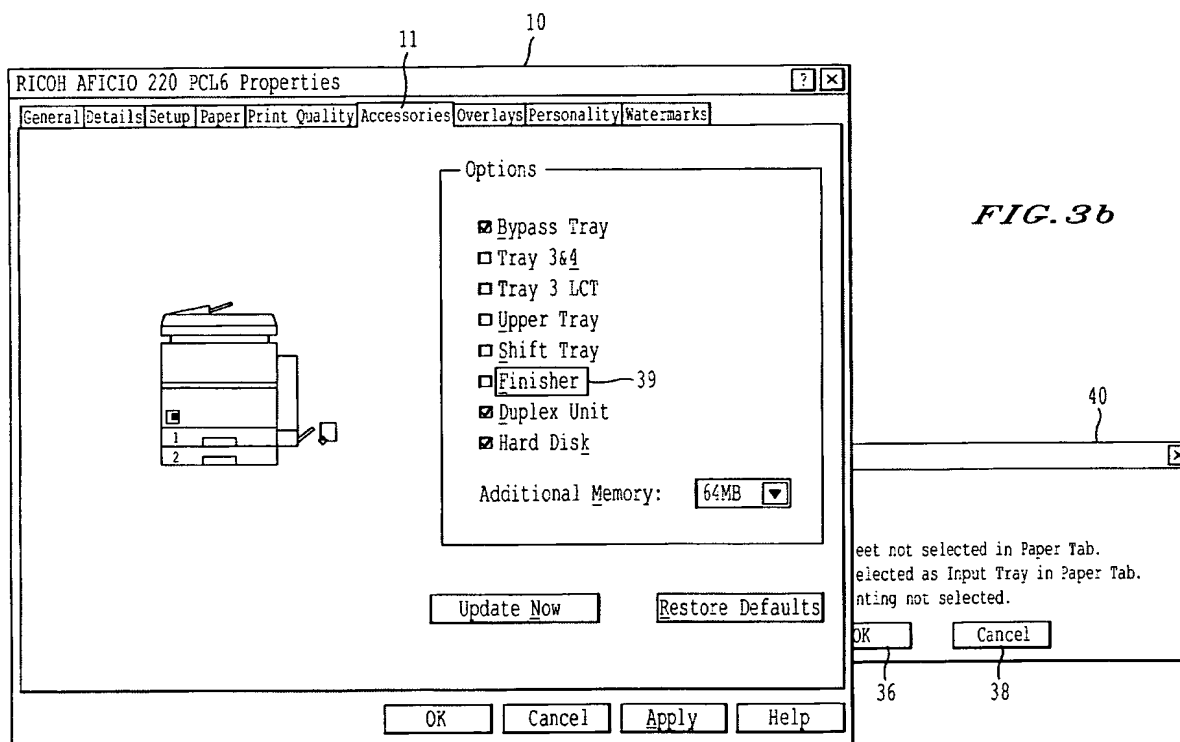 10
11
RICOH AFICIO 220 PCL6 Properties ? ×
General Details Setup Paper Print Quality Accessories Overlays Personality Watermarks
Options
Bypass Tray
Tray 3&4
Tray 3 LCT
Upper Tray
Shift Tray
Finisher 39
Duplex Unit
Hard Disk
Additional Memory: 64MB
1
2
Update Now Restore Defaults
OK Cancel Apply Help
FIG. 3b
40
×
eet not selected in Paper Tab.
elected as Input Tray in Paper Tab.
nting not selected.
OK Cancel
36 38